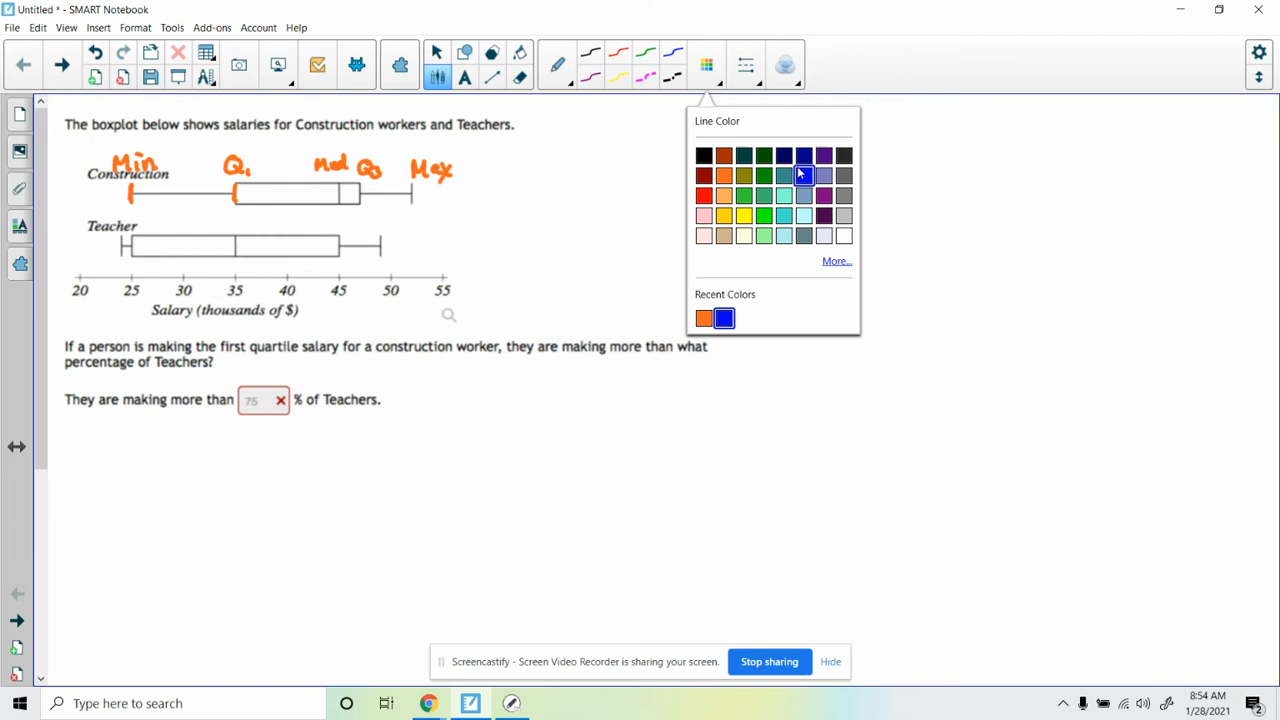 Untitled * - SMART Notebook
File Edit View Insert Format Tools Add-ons Account Help
The boxplot below shows salaries for Construction workers and Teachers.
Min Q1 med Q3 Max
Construction
Teacher
20 25 30 35 40 45 50 55
Salary (thousands of $)
If a person is making the first quartile salary for a construction worker, they are making more than what
percentage of Teachers?
They are making more than 75 % of Teachers.
Line Color
More...
Recent Colors
Screencastify - Screen Video Recorder is sharing your screen. Stop sharing Hide
Type here to search
8:54 AM
1/28/2021
2